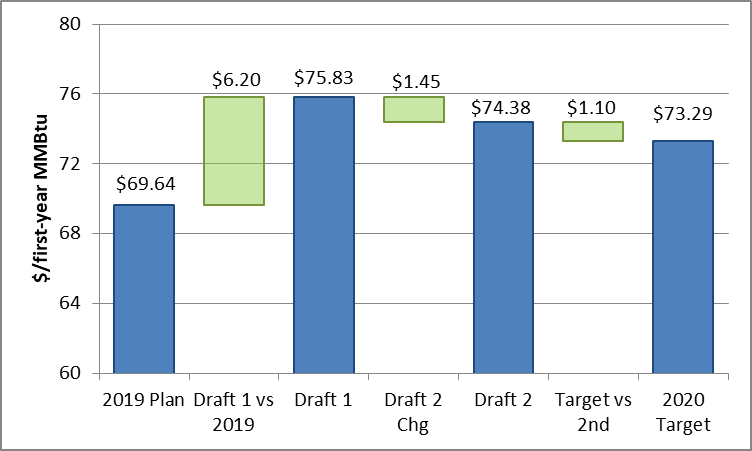 80
76
72
68
64
60
$/first-year MMBtu
$69.64
$6.20
$75.83
$1.45
$74.38
$1.10
$73.29
2019 Plan
Draft 1 vs
2019
Draft 1
Draft 2
Chg
Draft 2
Target vs
2nd
2020
Target